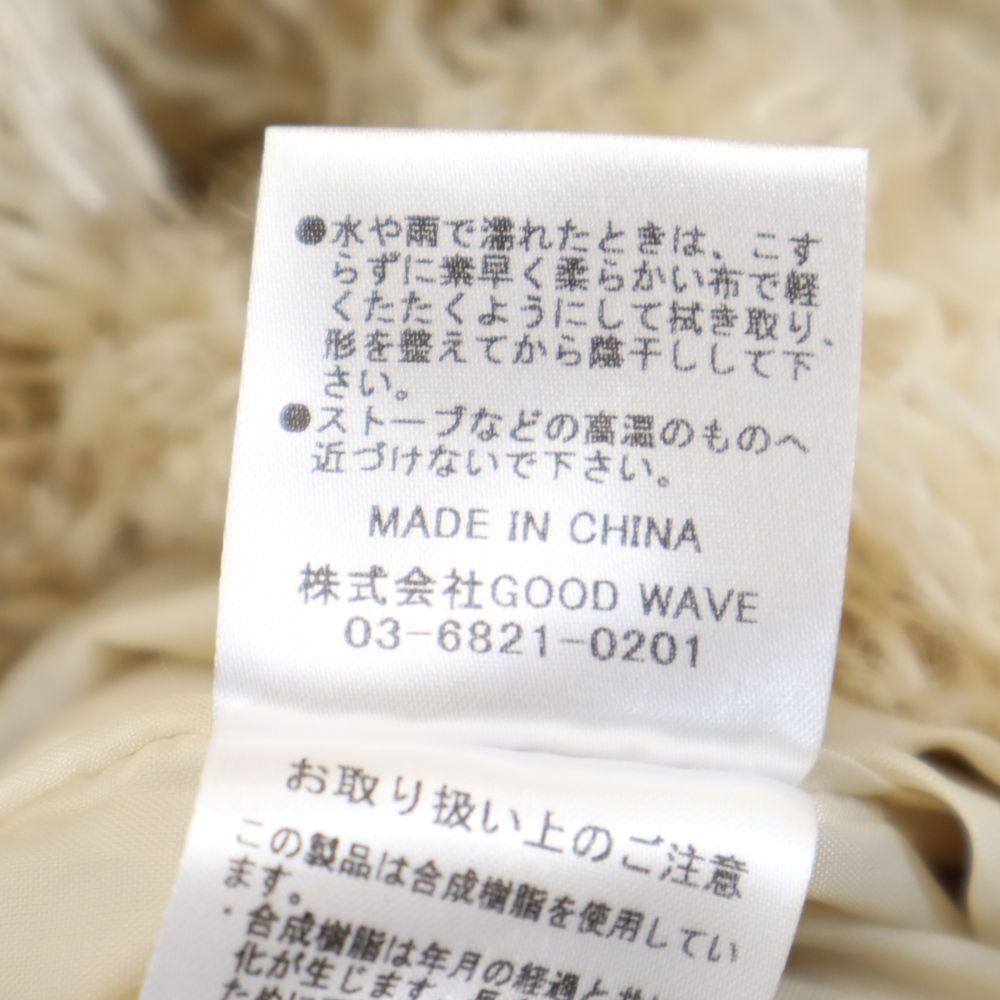 ●水や雨で濡れたときは、こす
らずに素早く柔らかい布で軽
くたたくようにして拭き取り、
形を整えてから陰干しして下
さい。
●ストーブなどの高温のものへ
近づけないで下さい。
MADE IN CHINA
株式会社GOOD WAVE
03-6821-0201
お取り扱い上のご注意
この製品は合成樹脂を使用してい
ます。
・合成樹脂は年月の経過と共に
化が生じます。
ために